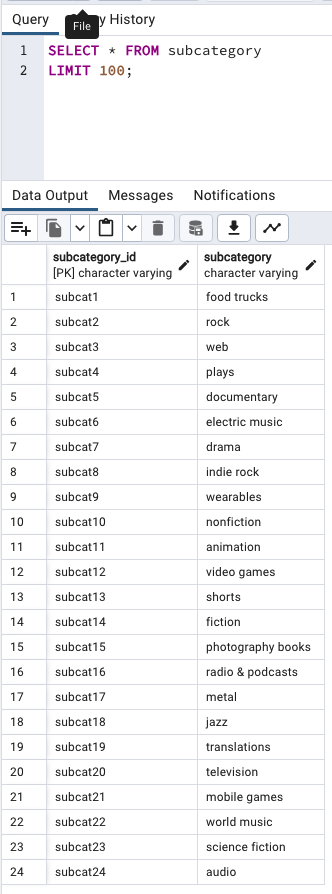 Query Query History
File
1 SELECT * FROM subcategory
2 LIMIT 100;
Data Output Messages Notifications
subcategory_id subcategory
[PK] character varying character varying
1 subcat1 food trucks
2 subcat2 rock
3 subcat3 web
4 subcat4 plays
5 subcat5 documentary
6 subcat6 electric music
7 subcat7 drama
8 subcat8 indie rock
9 subcat9 wearables
10 subcat10 nonfiction
11 subcat11 animation
12 subcat12 video games
13 subcat13 shorts
14 subcat14 fiction
15 subcat15 photography books
16 subcat16 radio & podcasts
17 subcat17 metal
18 subcat18 jazz
19 subcat19 translations
20 subcat20 television
21 subcat21 mobile games
22 subcat22 world music
23 subcat23 science fiction
24 subcat24 audio